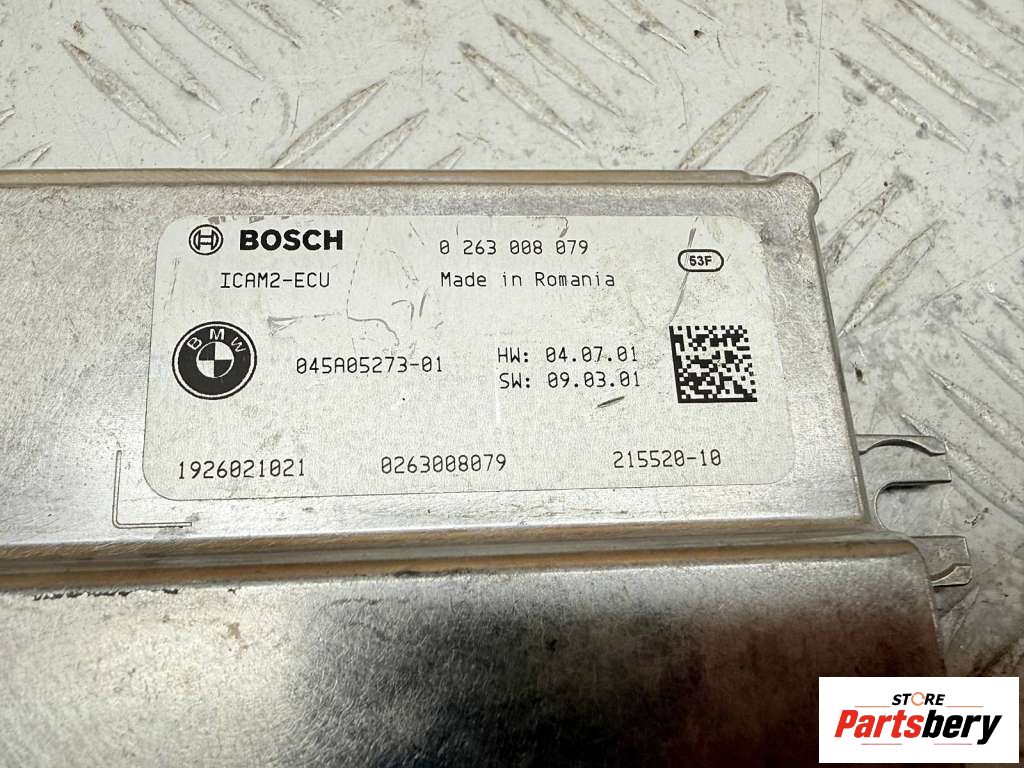 BOSCH
0 263 008 079
53F
ICAM2-ECU
Made in Romania
BMW
045A05273-01
HW: 04.07.01
SW: 09.03.01
1926021021
0263008079
215520-10
STORE
Partsbery